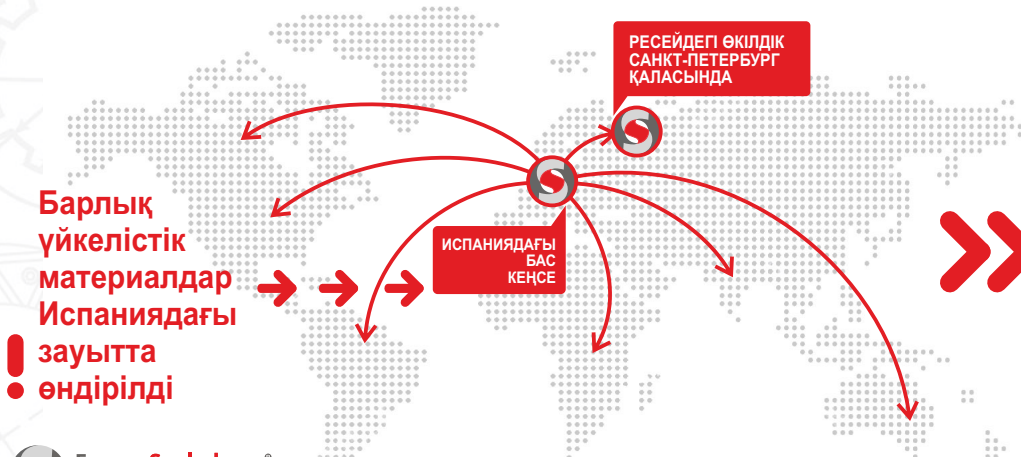 РЕСЕЙДЕГІ ӨКІЛДІК
САНКТ-ПЕТЕРБУРГ
ҚАЛАСЫНДА
Барлық
үйкелістік
материалдар
Испаниядағы
зауытта
өндірілді
ИСПАНИЯДАҒЫ
БАС
КЕҢСЕ